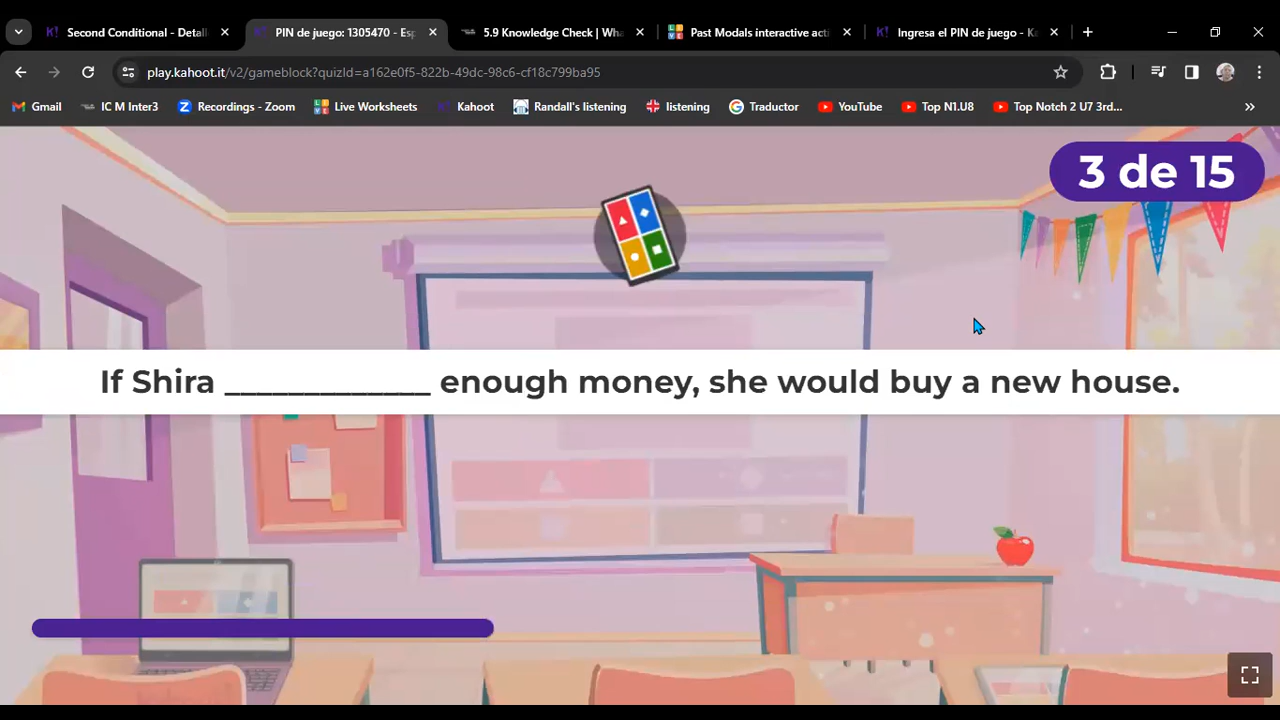 Second Conditional - Detail
PIN de juego: 1305470 - Esp
5.9 Knowledge Check | Wha
Past Modals interactive acti
Ingresa el PIN de juego - Ka
play.kahoot.it/v2/gameblock?quizId=a162e0f5-822b-49dc-98c6-cf18c799ba95
Gmail
IC M Inter3
Recordings - Zoom
Live Worksheets
Kahoot
Randall's listening
listening
Traductor
YouTube
Top N1.U8
Top Notch 2 U7 3rd...
3 de 15
If Shira _____________ enough money, she would buy a new house.